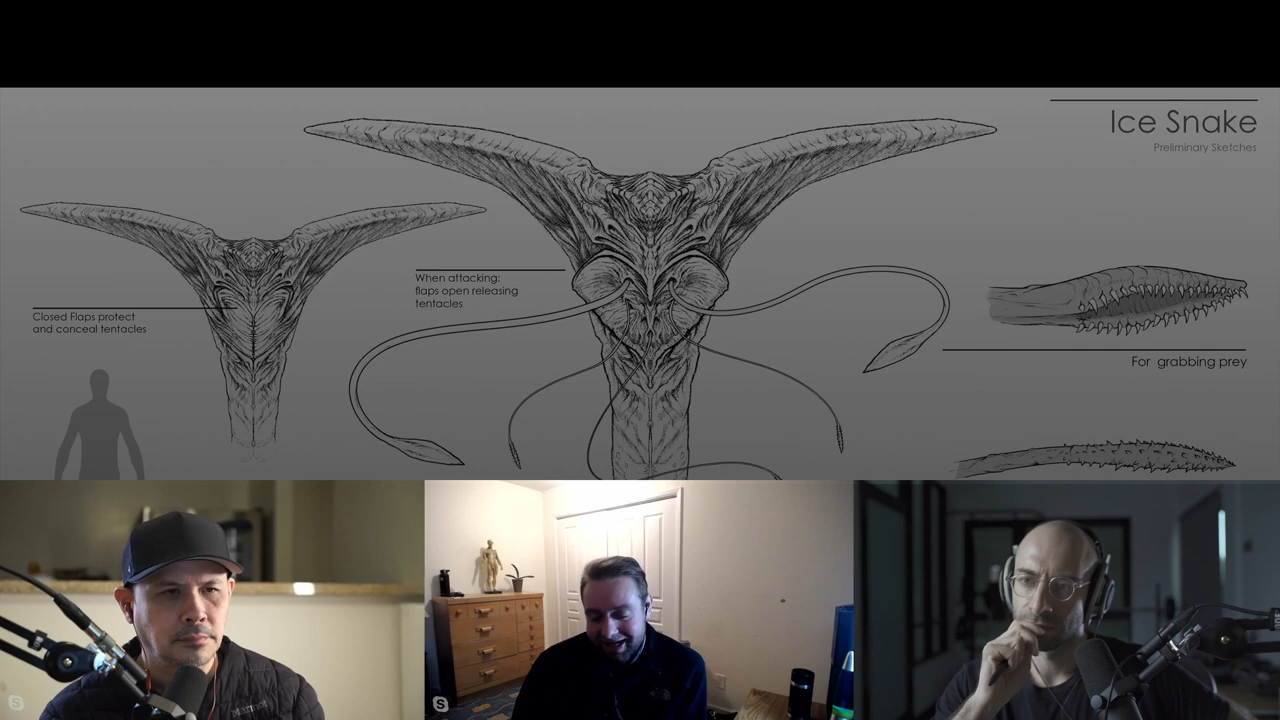 Ice Snake
Preliminary Sketches
When attacking:
flaps open releasing
tentacles
Closed Flaps protect
and conceal tentacles
For grabbing prey
Marmot